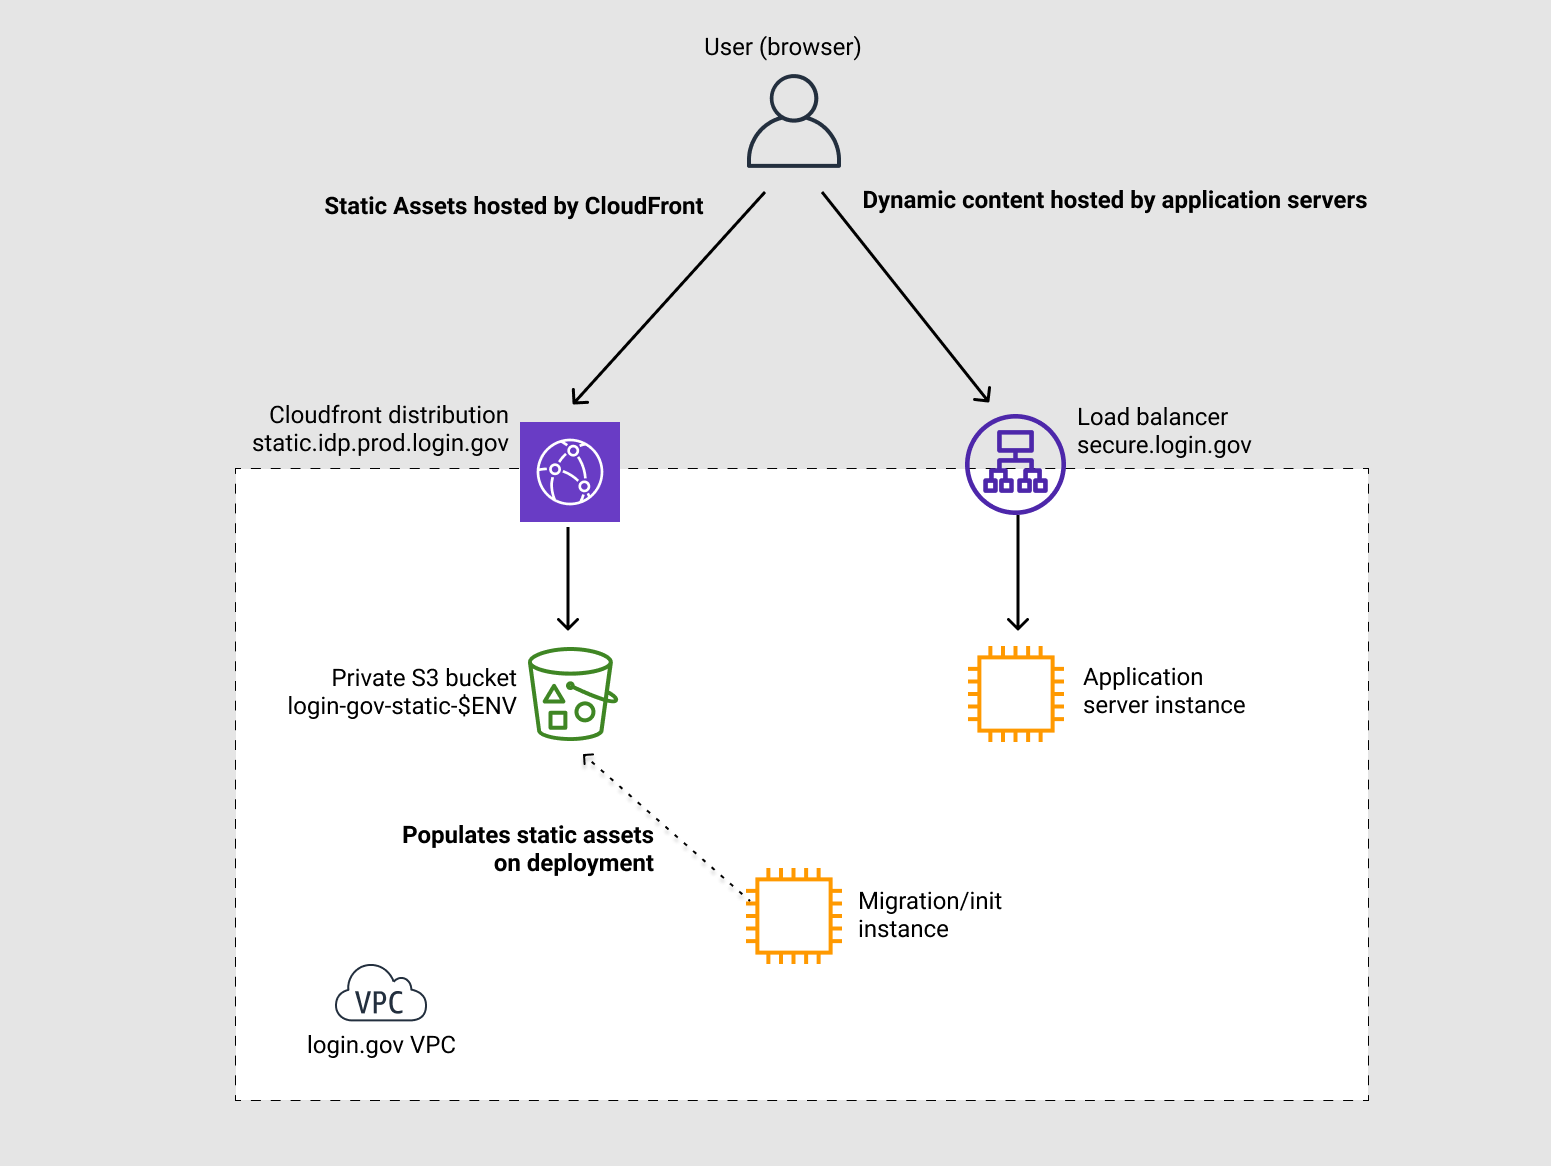 User (browser)
Static Assets hosted by CloudFront
Dynamic content hosted by application servers
Cloudfront distribution
static.idp.prod.login.gov
Load balancer
secure.login.gov
Private S3 bucket
login-gov-static-$ENV
Application
server instance
Populates static assets
on deployment
Migration/init
instance
VPC
login.gov VPC